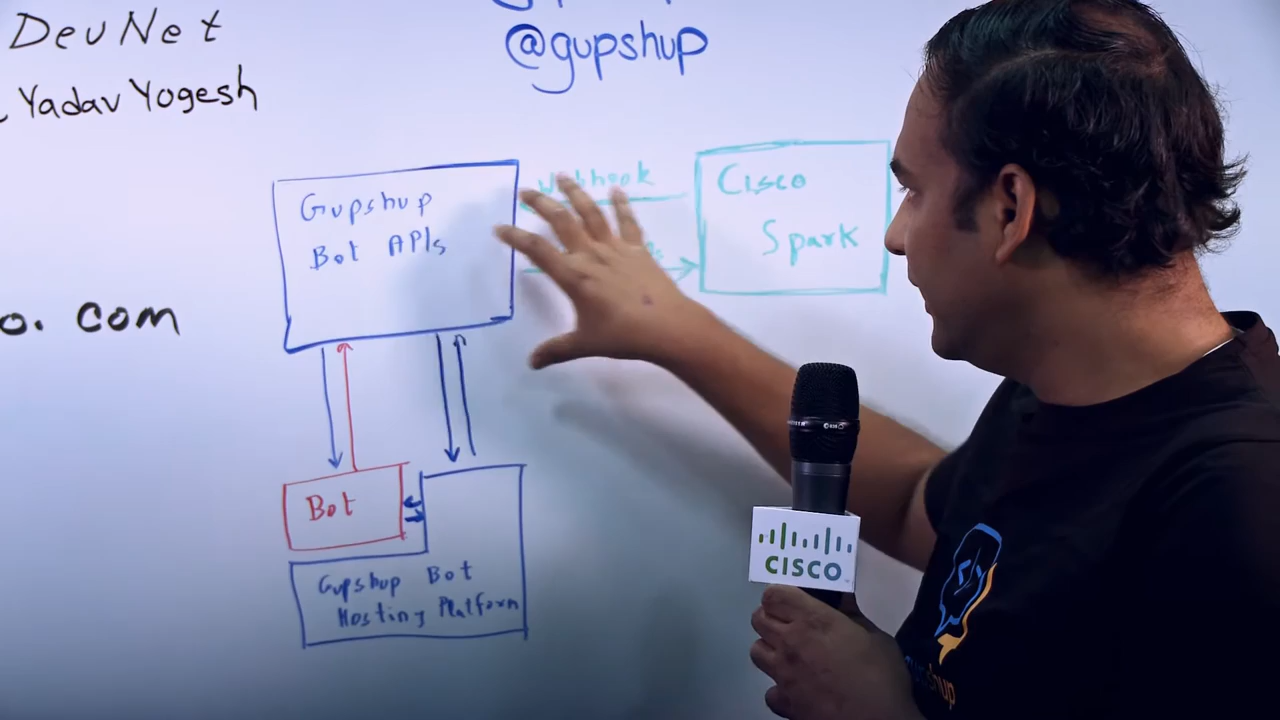 DevNet
@gupshup
Yadav Yogesh
Gupshup
Bot APIs
Webhook
Cisco
Spark
o. com
Bot
Gupshup Bot
Hosting Platform
CISCO